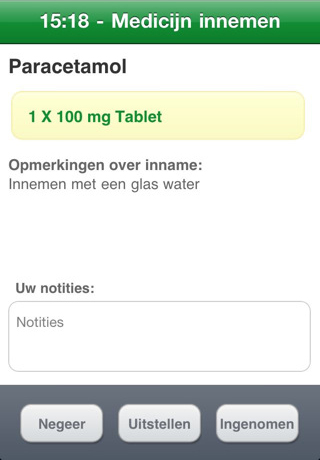 15:18 - Medicijn innemen
Paracetamol
1 X 100 mg Tablet
Opmerkingen over inname:
Innemen met een glas water
Uw notities:
Notities
Negeer Uitstellen Ingenomen